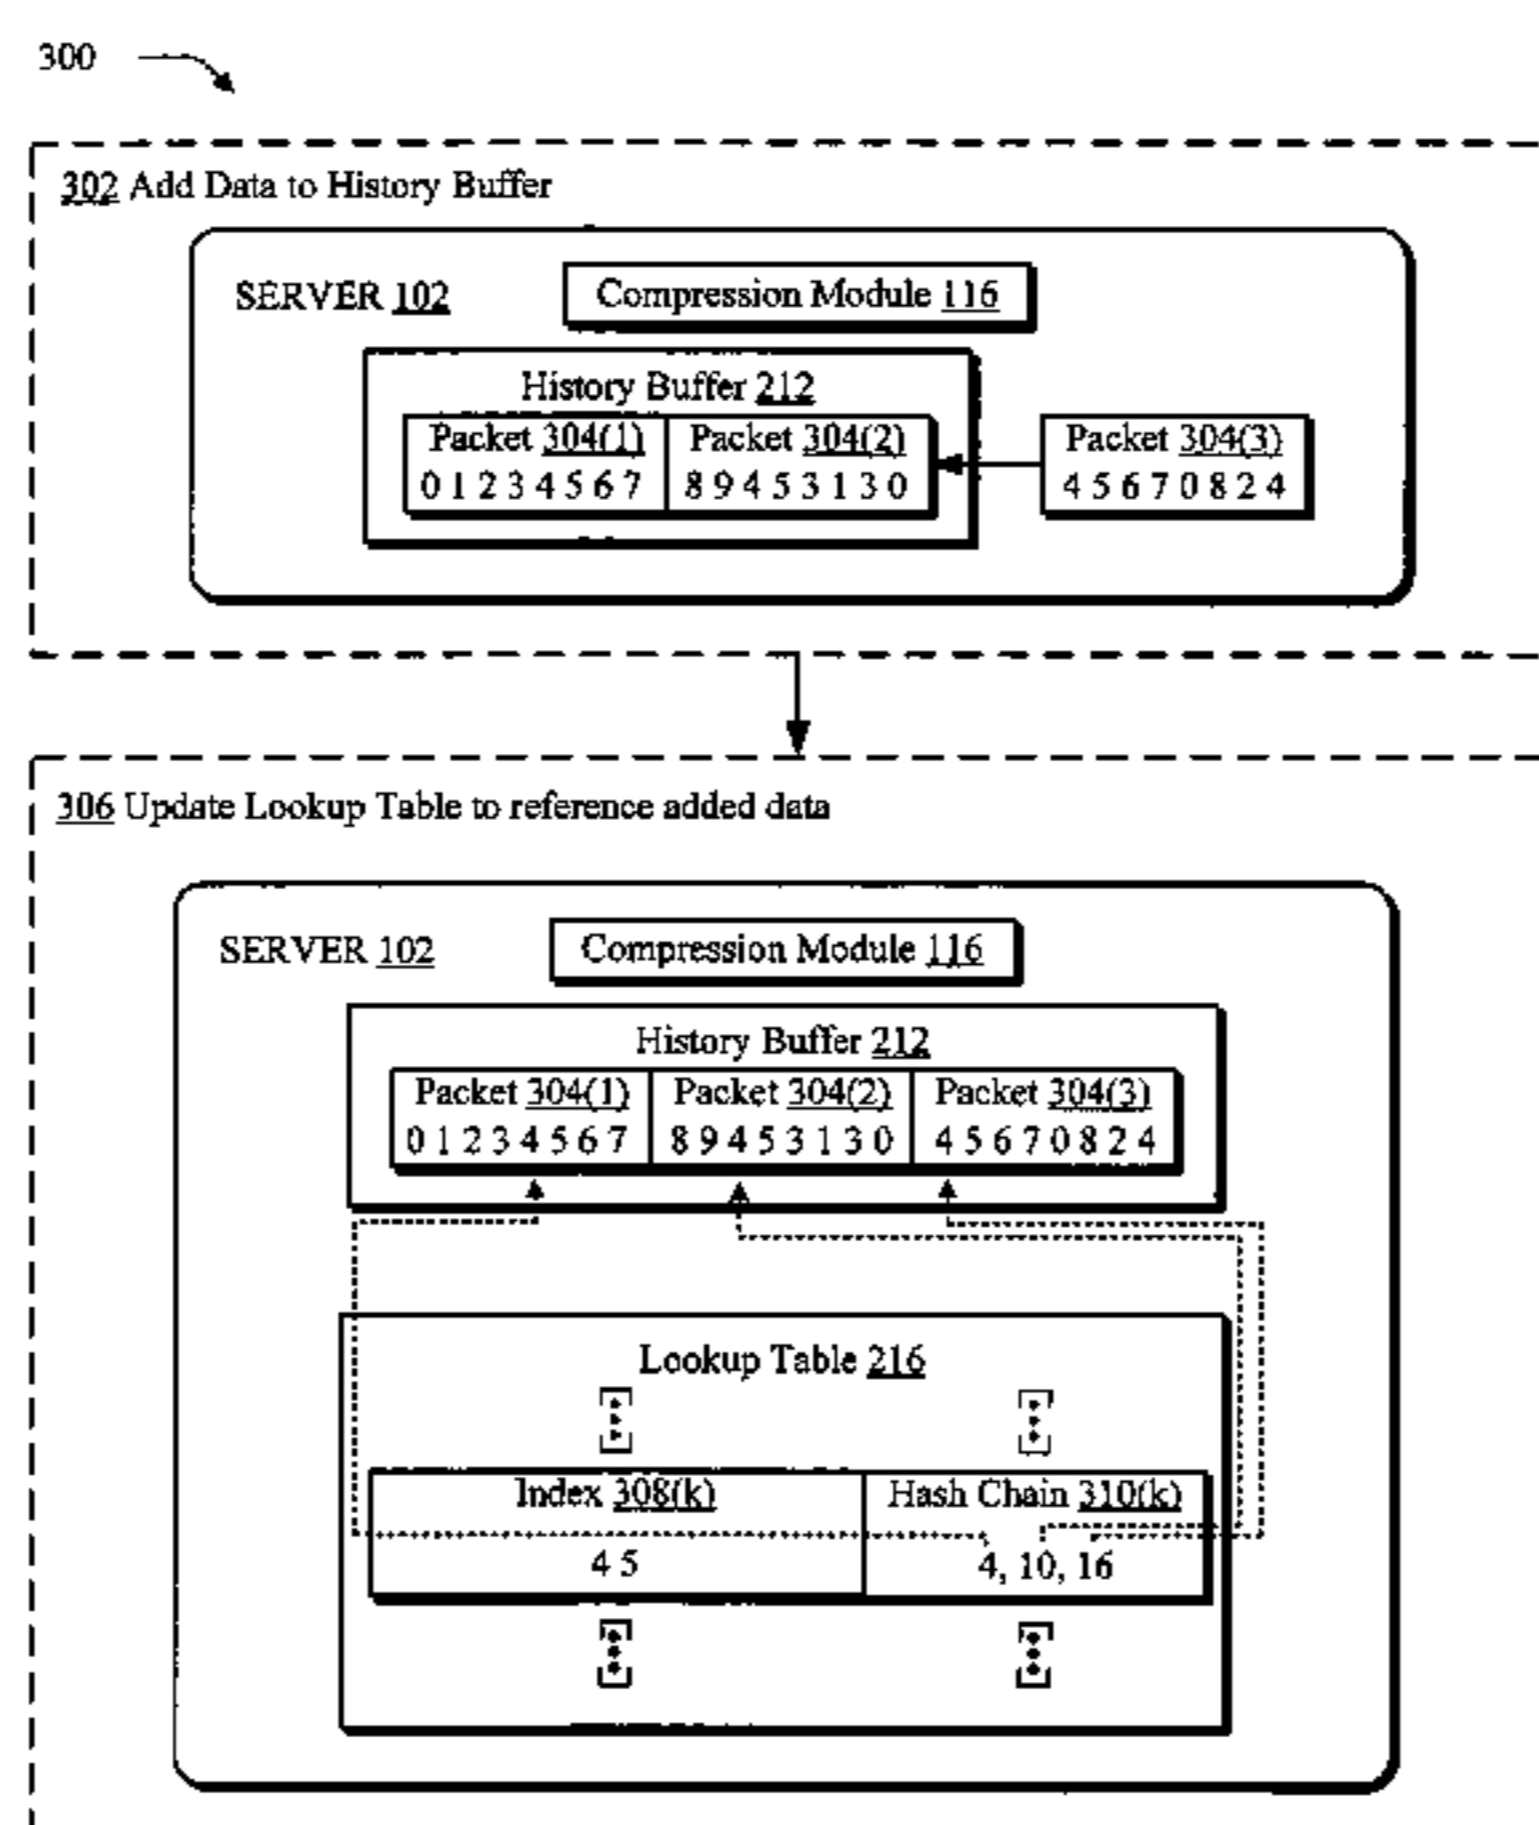 300
302 Add Data to History Buffer
SERVER 102
Compression Module 116
History Buffer 212
Packet 304(1) Packet 304(2) Packet 304(3)
0 1 2 3 4 5 6 7 8 9 4 5 3 1 3 0 4 5 6 7 0 8 2 4
306 Update Lookup Table to reference added data
SERVER 102
Compression Module 116
History Buffer 212
Packet 304(1) Packet 304(2) Packet 304(3)
0 1 2 3 4 5 6 7 8 9 4 5 3 1 3 0 4 5 6 7 0 8 2 4
Lookup Table 216
Index 308(k) Hash Chain 310(k)
4 5 4, 10, 16